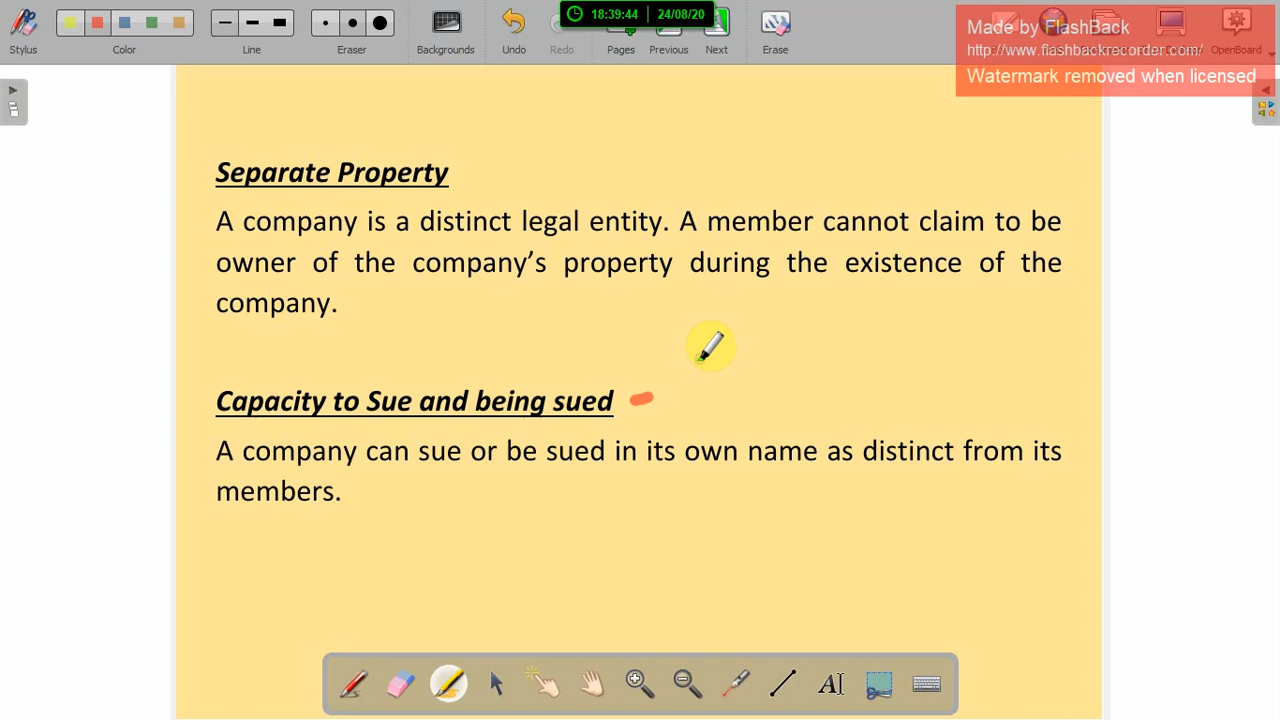 18:39:44 | 24/08/20
Made by FlashBack
http://www.flashbackrecorder.com/
Watermark removed when licensed
Stylus Color Line Eraser Backgrounds Undo Redo Pages Previous Next Erase OpenBoard
Separate Property
A company is a distinct legal entity. A member cannot claim to be
owner of the company’s property during the existence of the
company.
Capacity to Sue and being sued
A company can sue or be sued in its own name as distinct from its
members.
AI